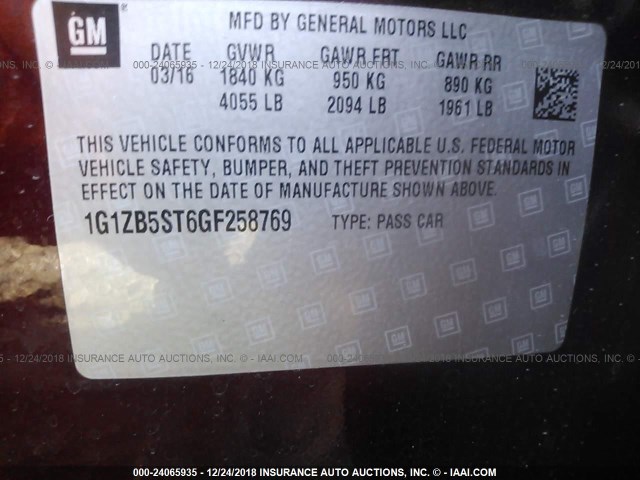 GM
MFD BY GENERAL MOTORS LLC
DATE GVWR GAWR FRT GAWR RR
03/16 1840 KG 950 KG 890 KG
4055 LB 2094 LB 1961 LB
THIS VEHICLE CONFORMS TO ALL APPLICABLE U.S. FEDERAL MOTOR
VEHICLE SAFETY, BUMPER, AND THEFT PREVENTION STANDARDS IN
EFFECT ON THE DATE OF MANUFACTURE SHOWN ABOVE.
1G1ZB5ST6GF258769 TYPE: PASS CAR
000-24065935 - 12/24/2018 INSURANCE AUTO AUCTIONS, INC. - IAAI.COM